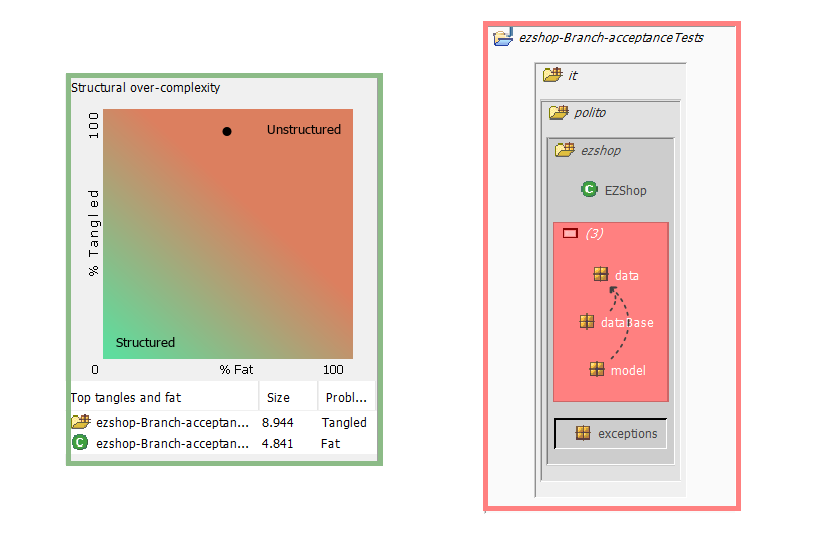 Structural over-complexity
100
Unstructured
% Tangled
Structured
0
% Fat
100
Top tangles and fat
Size
Probl...
ezshop-Branch-acceptan...
8.944
Tangled
C
ezshop-Branch-acceptan...
4.841
Fat
ezshop-Branch-acceptanceTests
it
polito
ezshop
C
EZShop
(3)
data
dataBase
model
exceptions